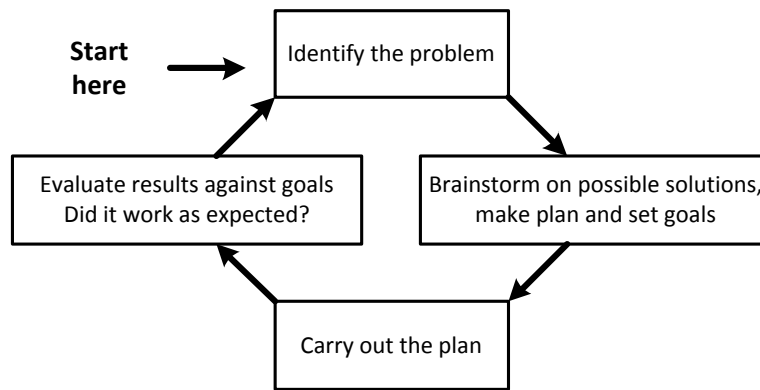 Start
here
Identify the problem
Brainstorm on possible solutions,
make plan and set goals
Carry out the plan
Evaluate results against goals
Did it work as expected?